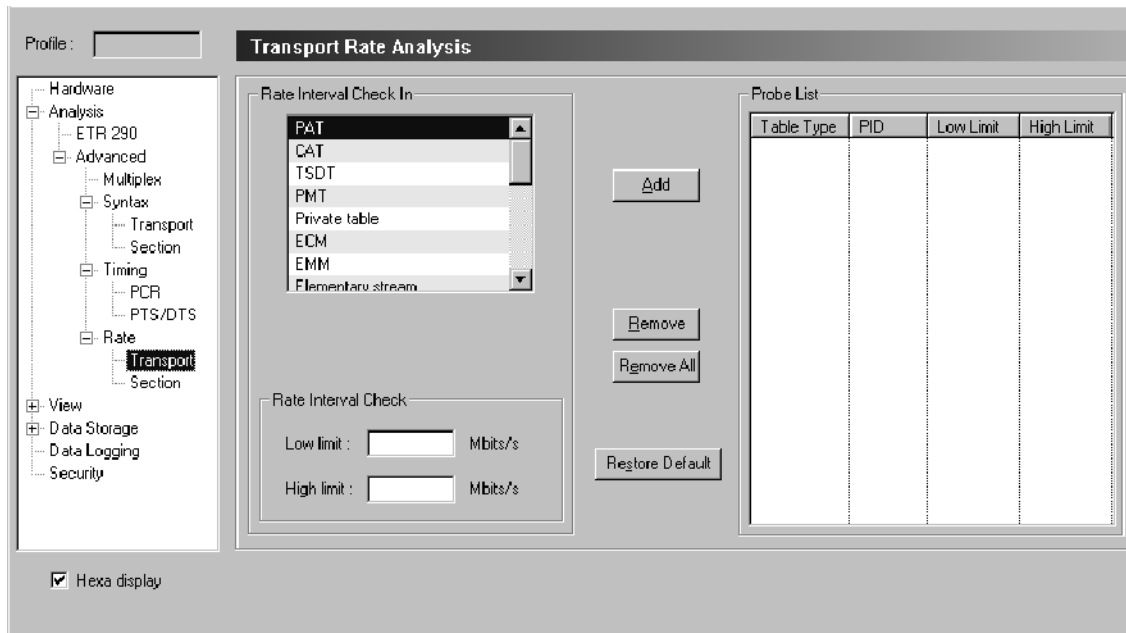 Profile :
Transport Rate Analysis
Hardware
Analysis
ETR 290
Advanced
Multiplex
Syntax
Transport
Section
Timing
PCR
PTS/DTS
Rate
Transport
Section
View
Data Storage
Data Logging
Security
Hexa display
Rate Interval Check In
PAT
CAT
TSDT
PMT
Private table
ECM
EMM
Elementary stream
Rate Interval Check
Low limit : Mbits/s
High limit : Mbits/s
Add
Remove
Remove All
Restore Default
Probe List
Table Type PID Low Limit High Limit